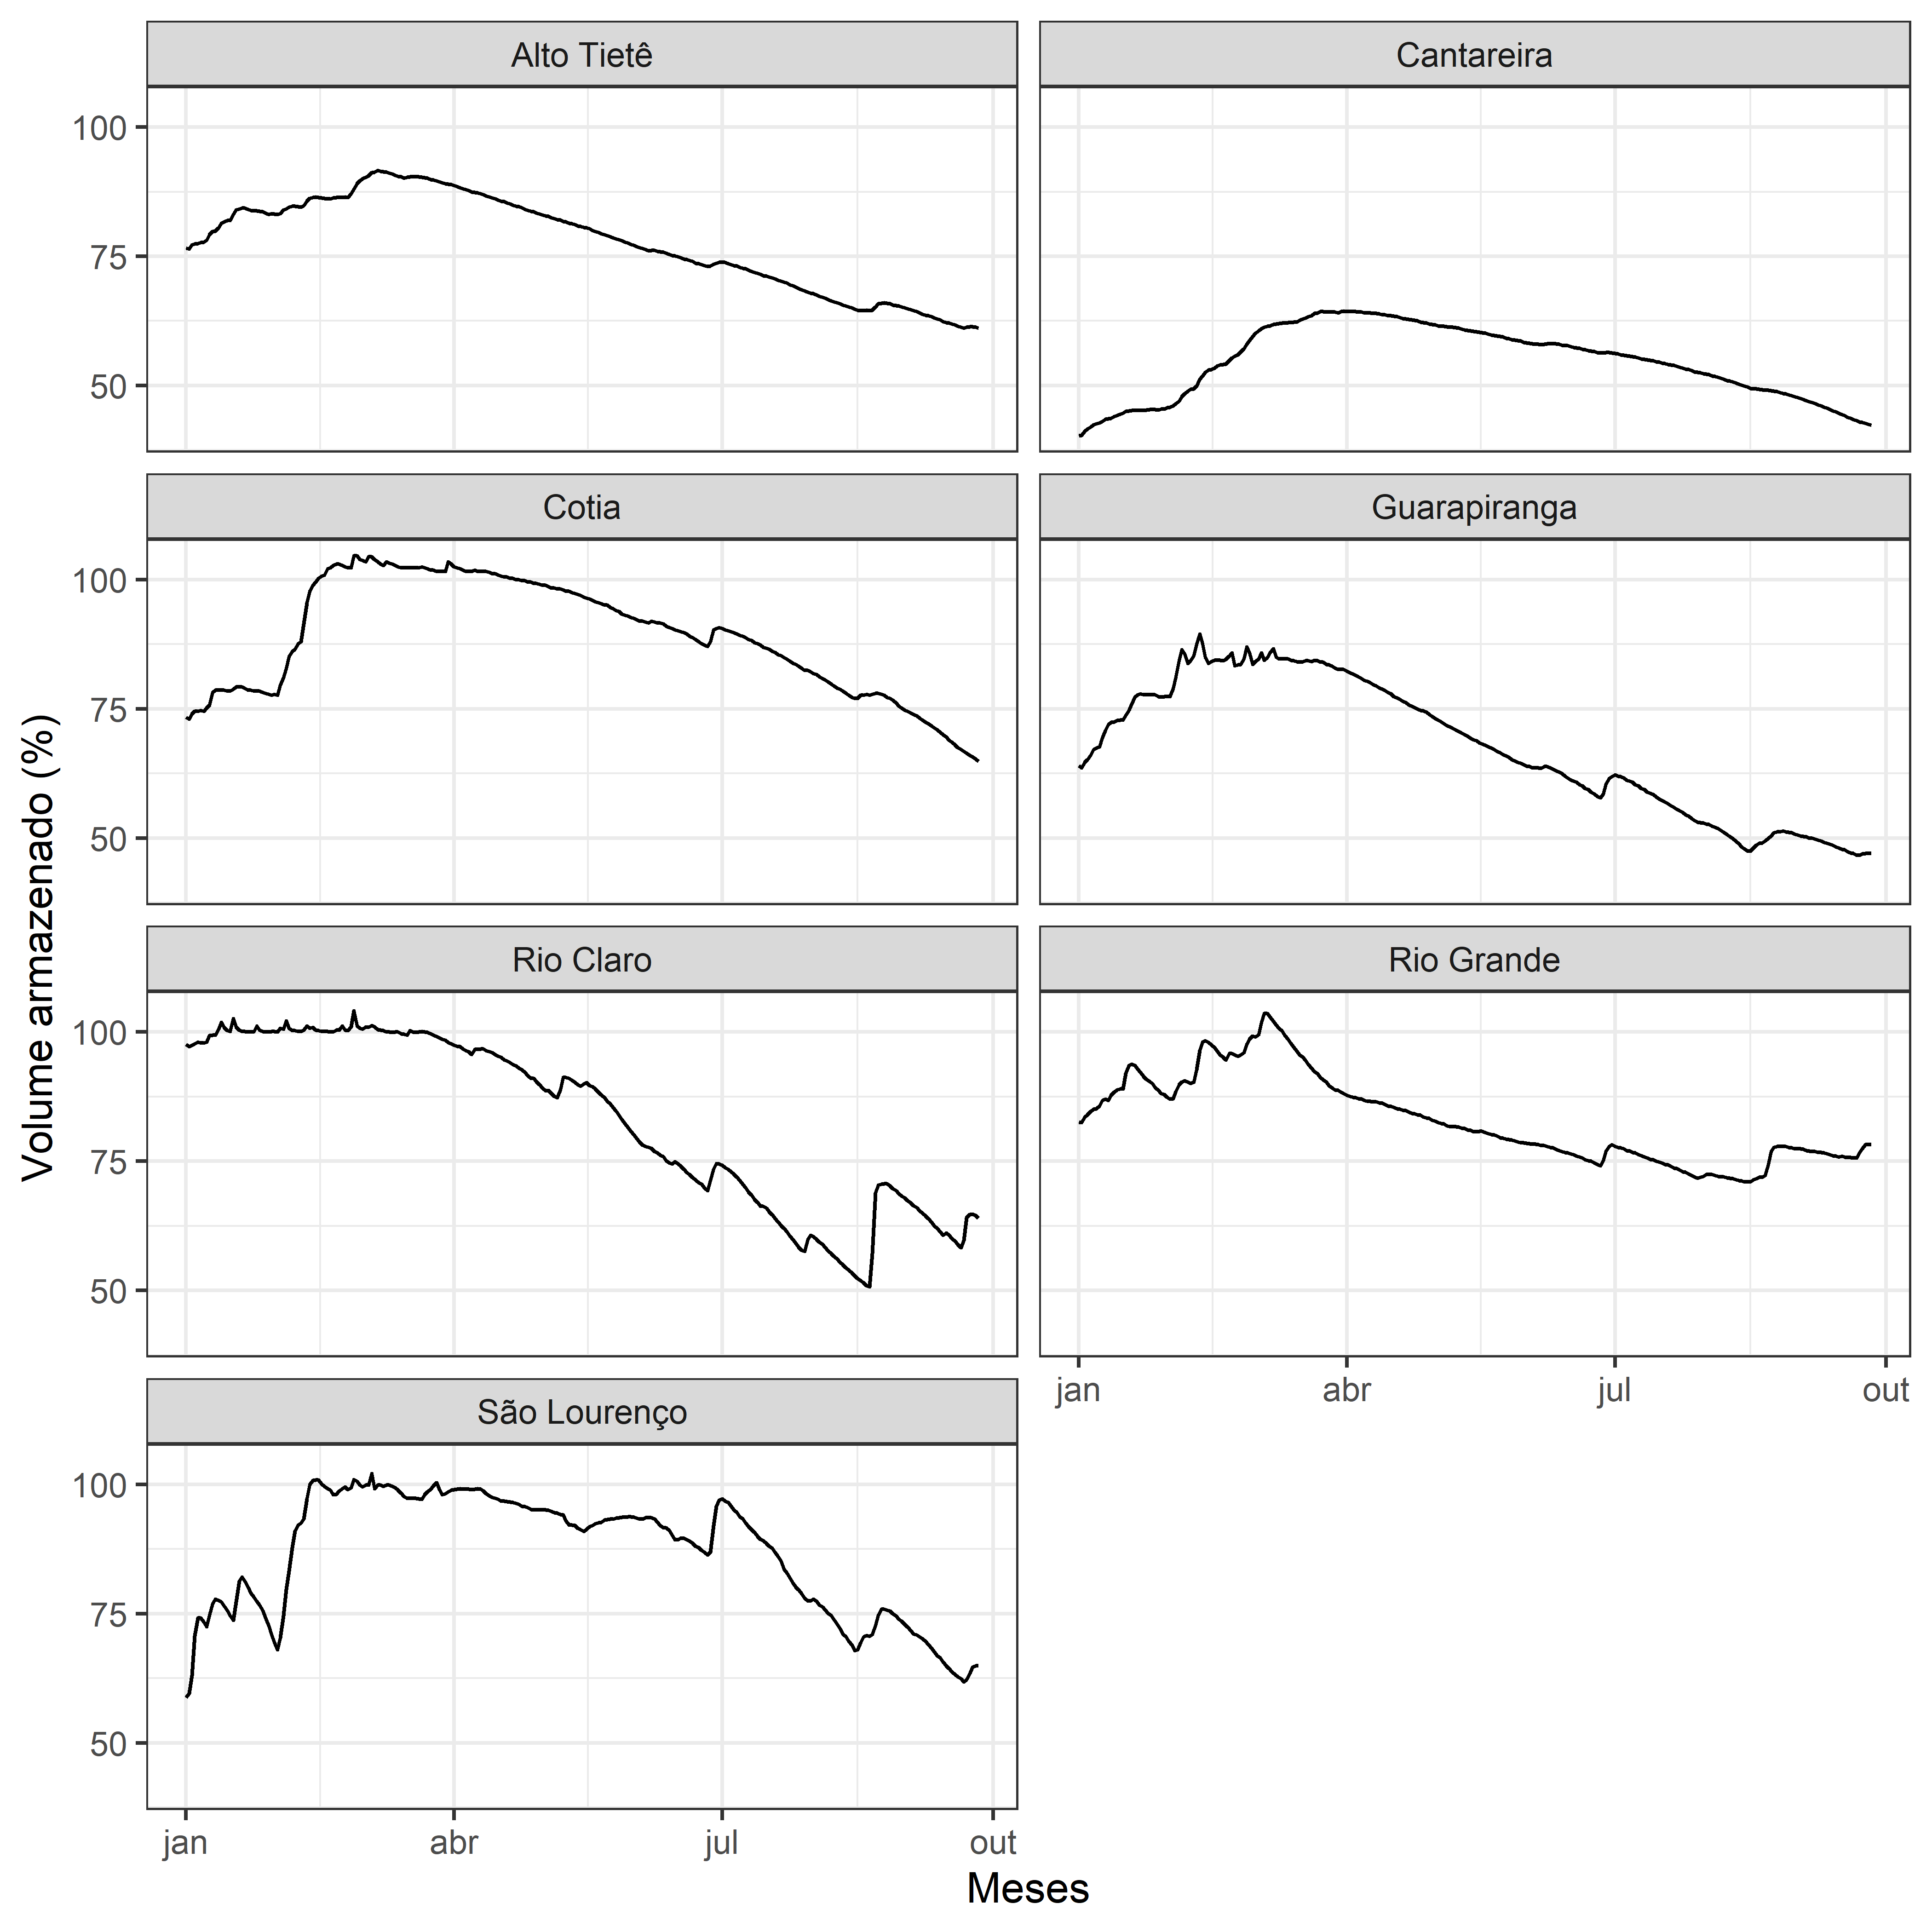 Alto Tietê
Cantareira
100
75
50
Cotia
Guarapiranga
100
75
50
Rio Claro
Rio Grande
100
75
50
jan abr jul out
São Lourenço
100
75
50
jan abr jul out
Meses
Volume armazenado (%)